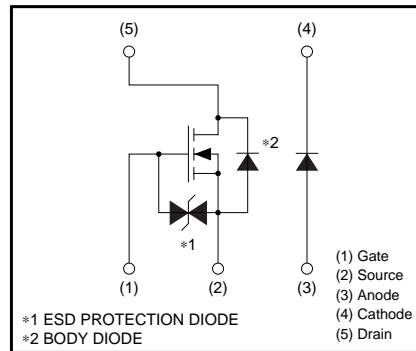 (5) (4)
∗2
∗1
(1) (2) (3)
(1) Gate
(2) Source
(3) Anode
(4) Cathode
(5) Drain
∗1 ESD PROTECTION DIODE
∗2 BODY DIODE